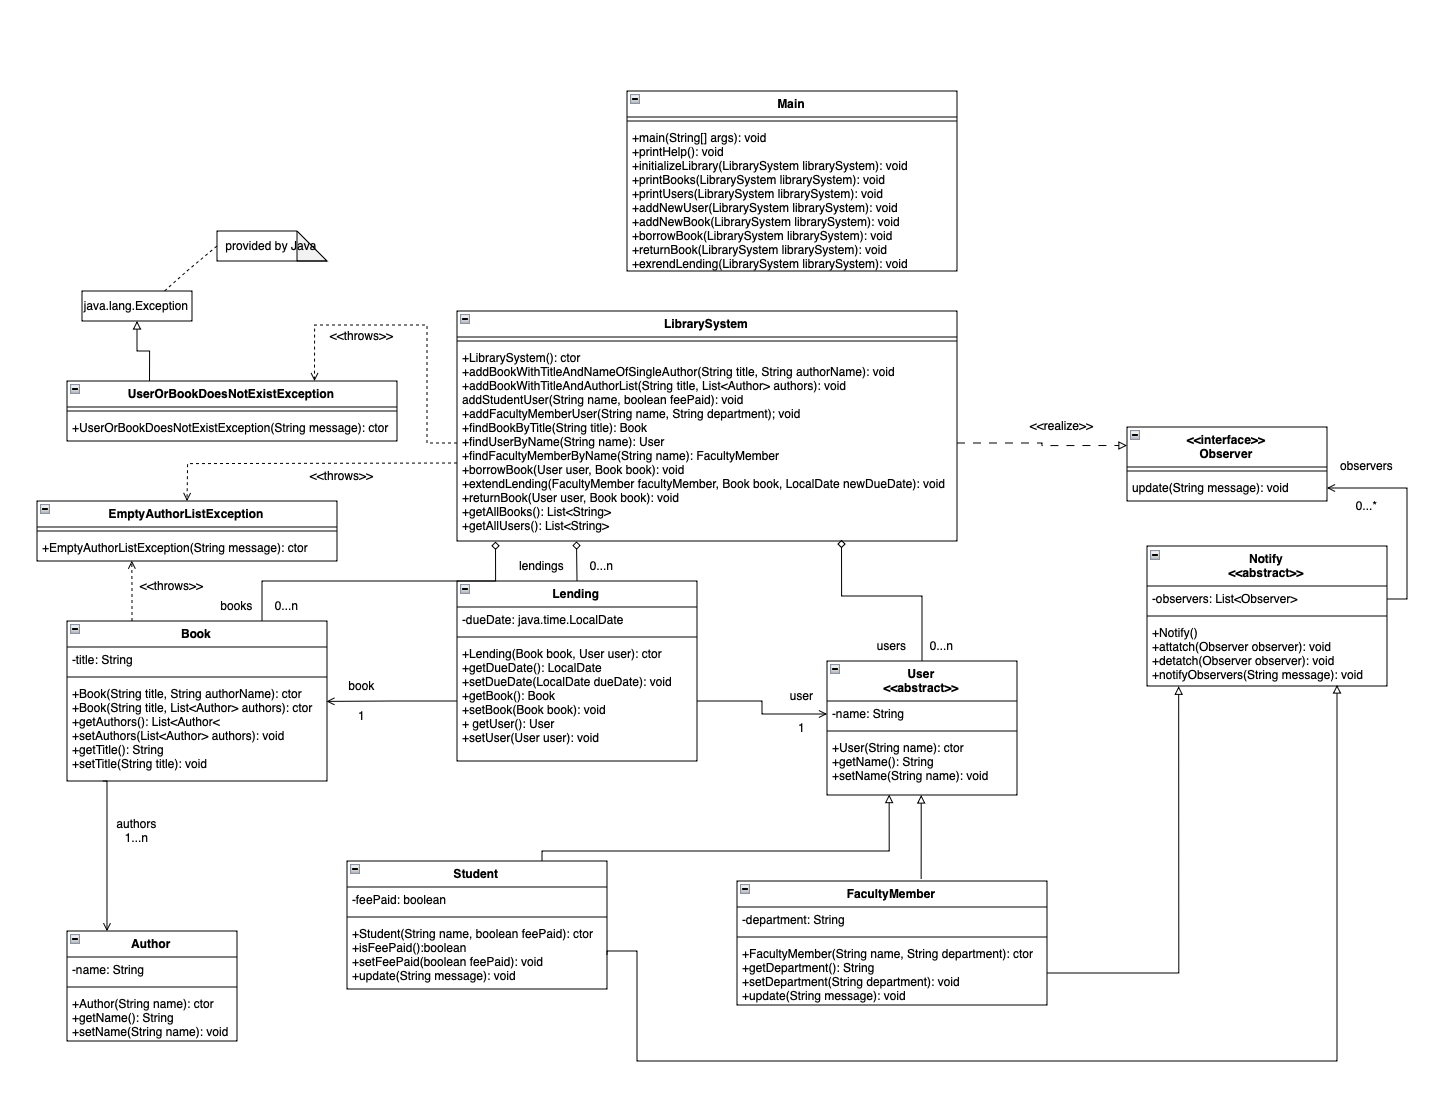 Main
+main(String[] args): void
+printHelp(): void
+initializeLibrary(LibrarySystem librarySystem): void
+printBooks(LibrarySystem librarySystem): void
+printUsers(LibrarySystem librarySystem): void
+addNewUser(LibrarySystem librarySystem): void
+addNewBook(LibrarySystem librarySystem): void
+borrowBook(LibrarySystem librarySystem): void
+returnBook(LibrarySystem librarySystem): void
+exrendLending(LibrarySystem librarySystem): void
provided by Java
java.lang.Exception
<<throws>>
UserOrBookDoesNotExistException
+UserOrBookDoesNotExistException(String message): ctor
LibrarySystem
+LibrarySystem(): ctor
+addBookWithTitleAndNameOfSingleAuthor(String title, String authorName): void
+addBookWithTitleAndAuthorList(String title, List<Author> authors): void
addStudentUser(String name, boolean feePaid): void
+addFacultyMemberUser(String name, String department); void
+findBookByTitle(String title): Book
+findUserByName(String name): User
+findFacultyMemberByName(String name): FacultyMember
+borrowBook(User user, Book book): void
+extendLending(FacultyMember facultyMember, Book book, LocalDate newDueDate): void
+returnBook(User user, Book book): void
+getAllBooks(): List<String>
+getAllUsers(): List<String>
<<realize>>
<<interface>>
Observer
update(String message): void
observers
0...*
<<throws>>
EmptyAuthorListException
+EmptyAuthorListException(String message): ctor
<<throws>>
books
0...n
lendings
0...n
users
0...n
Notify
<<abstract>>
-observers: List<Observer>
+Notify()
+attatch(Observer observer): void
+detatch(Observer observer): void
+notifyObservers(String message): void
Book
-title: String
+Book(String title, String authorName): ctor
+Book(String title, List<Author> authors): ctor
+getAuthors(): List<Author<
+setAuthors(List<Author> authors): void
+getTitle(): String
+setTitle(String title): void
book
1
Lending
-dueDate: java.time.LocalDate
+Lending(Book book, User user): ctor
+getDueDate(): LocalDate
+setDueDate(LocalDate dueDate): void
+getBook(): Book
+setBook(Book book): void
+ getUser(): User
+setUser(User user): void
user
1
User
<<abstract>>
-name: String
+User(String name): ctor
+getName(): String
+setName(String name): void
authors
1...n
Author
-name: String
+Author(String name): ctor
+getName(): String
+setName(String name): void
Student
-feePaid: boolean
+Student(String name, boolean feePaid): ctor
+isFeePaid():boolean
+setFeePaid(boolean feePaid): void
+update(String message): void
FacultyMember
-department: String
+FacultyMember(String name, String department): ctor
+getDepartment(): String
+setDepartment(String department): void
+update(String message): void